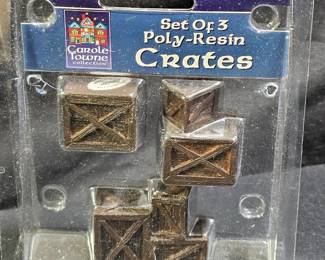 Carole
Towne
collection
Set Of 3
Poly-Resin
Crates